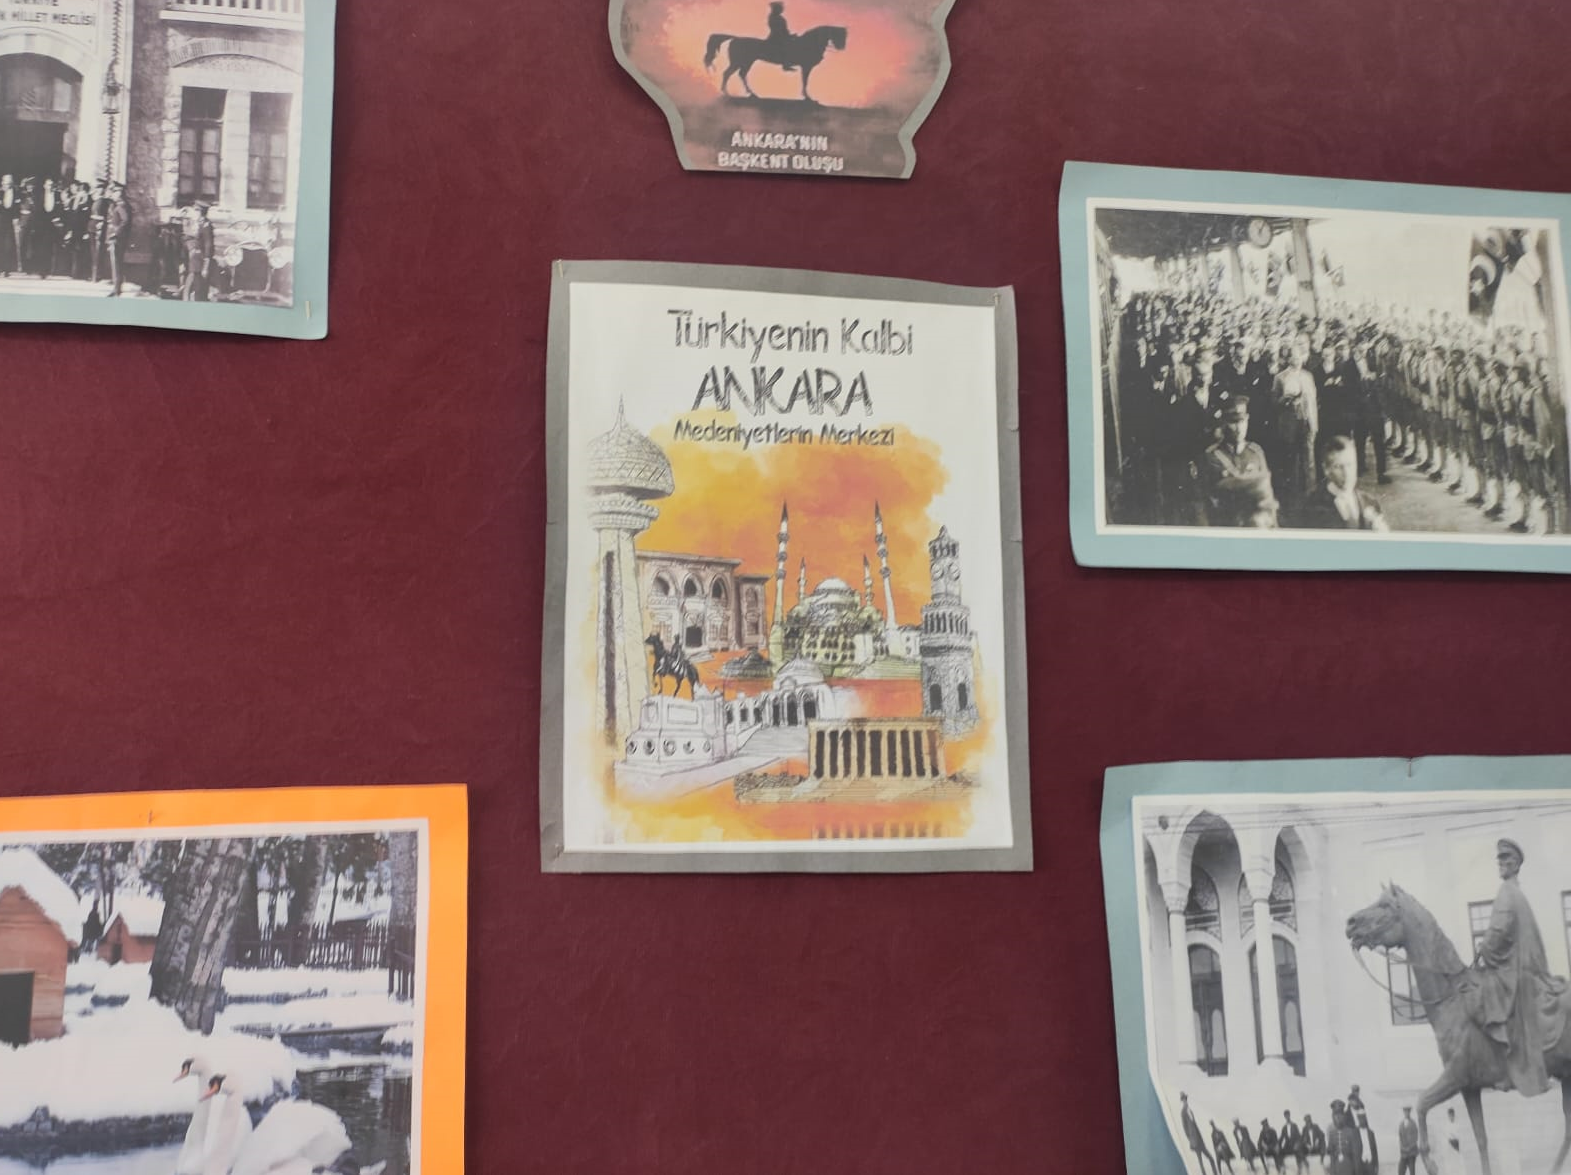 MİLLET MECLİSİ
ANKARA'NIN
BAŞKENT OLUŞU
Türkiyenin Kalbi
ANKARA
Medeniyetlerin Merkezi